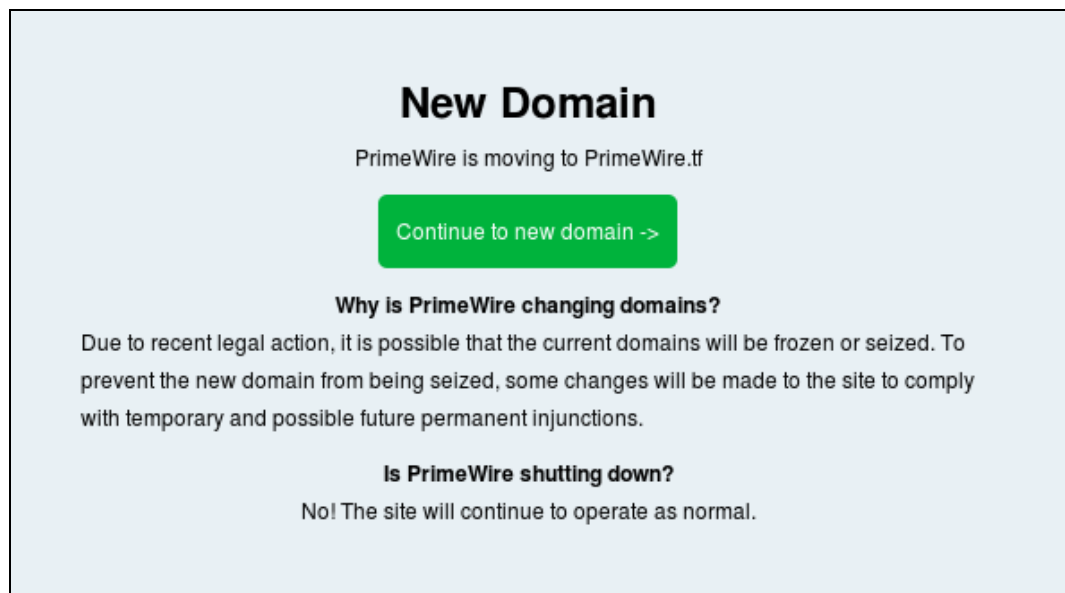 New Domain
PrimeWire is moving to PrimeWire.tf
Continue to new domain ->
Why is PrimeWire changing domains?
Due to recent legal action, it is possible that the current domains will be frozen or seized. To
prevent the new domain from being seized, some changes will be made to the site to comply
with temporary and possible future permanent injunctions.
Is PrimeWire shutting down?
No! The site will continue to operate as normal.